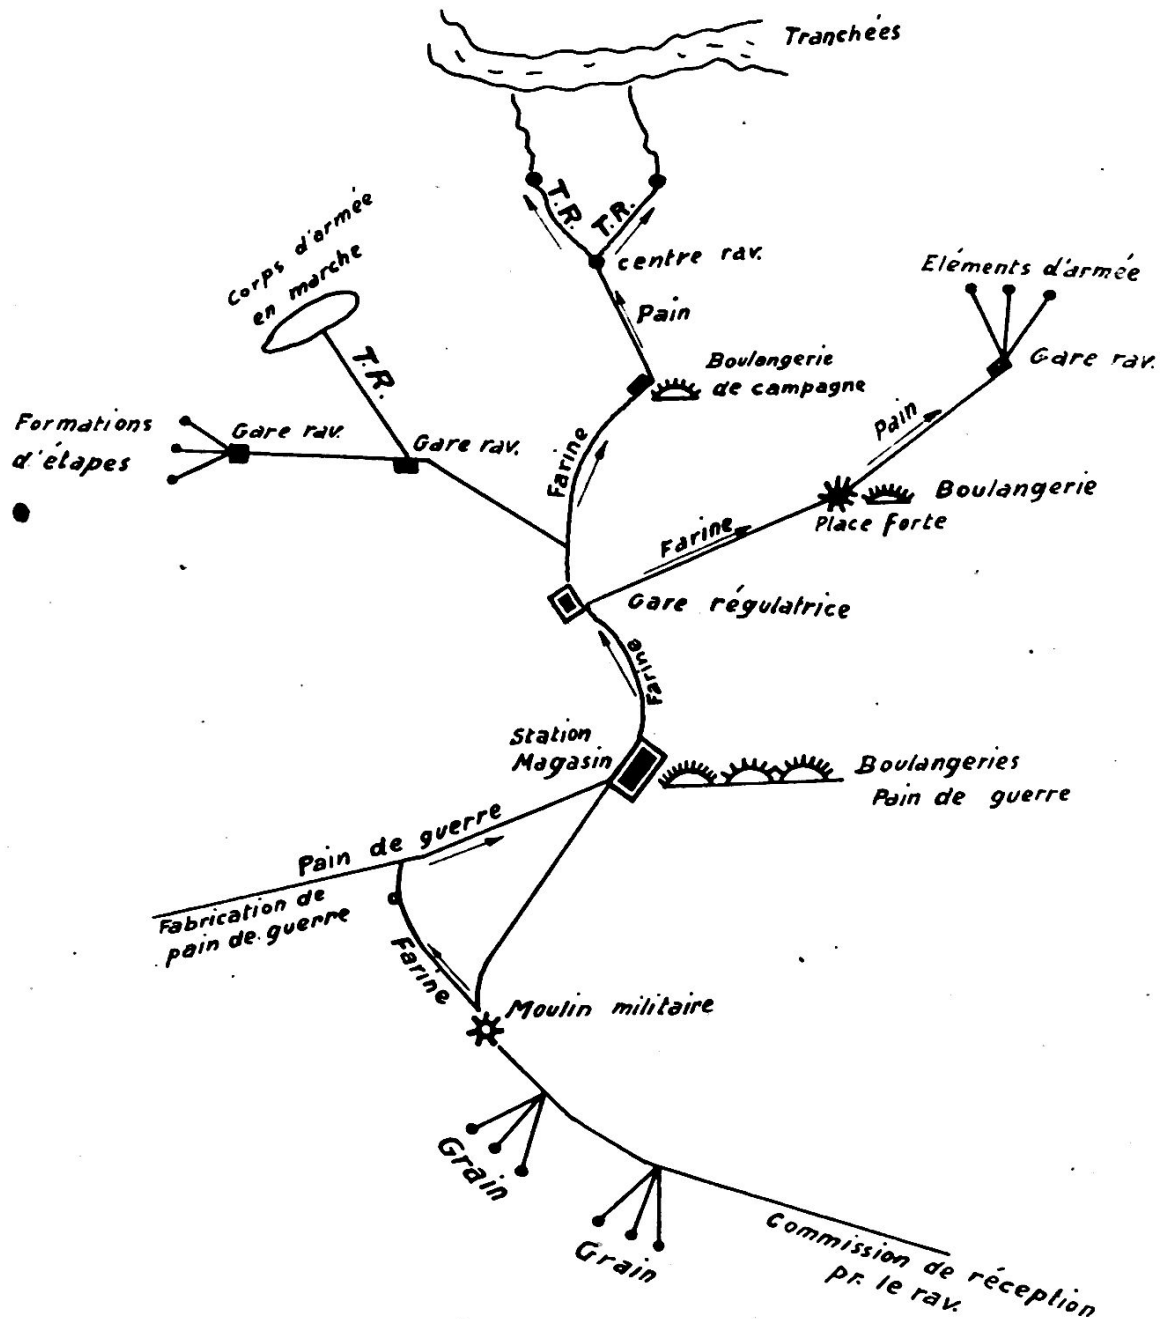 Tranchées
T.R.
T.R.
centre rav.
Corps d'armée
en marche
Eléments d'armée
Pain
T.R.
Boulangerie
de campagne
Gare rav.
Formations
d'étapes
Gare rav.
Gare rav.
Farine
Pain
Boulangerie
Place forte
Farine
Gare régulatrice
Farine
Station
Magasin
Boulangeries
Pain de guerre
Pain de guerre
Fabrication de
pain de guerre
Farine
Moulin militaire
Grain
Grain
Commission de réception
pr. le rav.